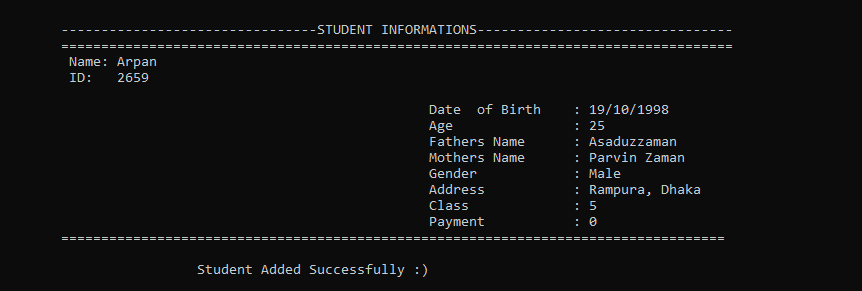 --------------------------------STUDENT INFORMATIONS--------------------------------
====================================================================================
Name: Arpan
ID:   2659
Date  of Birth    : 19/10/1998
Age               : 25
Fathers Name      : Asaduzzaman
Mothers Name      : Parvin Zaman
Gender            : Male
Address           : Rampura, Dhaka
Class             : 5
Payment           : 0
===================================================================================
Student Added Successfully :)